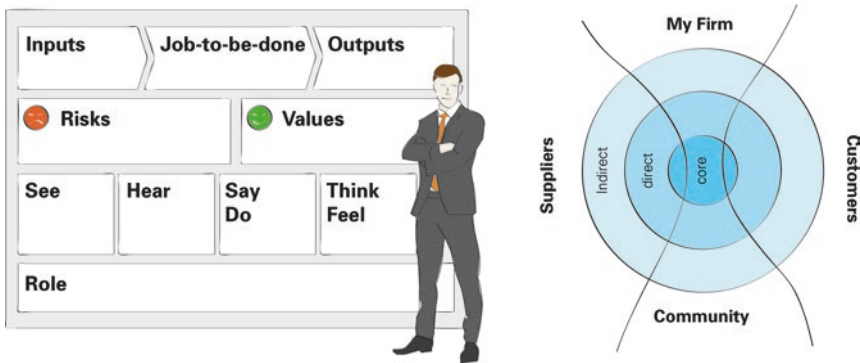 Inputs
Job-to-be-done
Outputs
Risks
Values
See
Hear
Say
Do
Think
Feel
Role
My Firm
Suppliers
Indirect
direct
core
Customers
Community